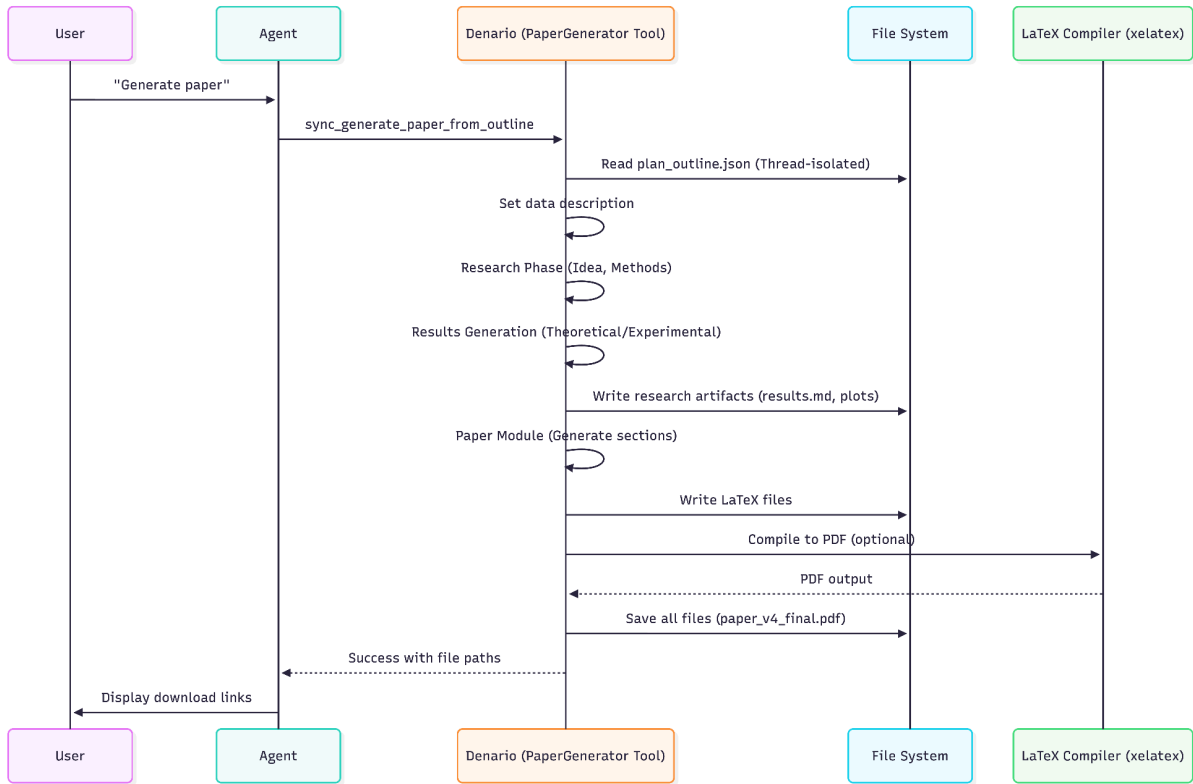 User
Agent
Denario (PaperGenerator Tool)
File System
LaTeX Compiler (xelatex)
"Generate paper"
sync_generate_paper_from_outline
Read plan_outline.json (Thread-isolated)
Set data description
Research Phase (Idea, Methods)
Results Generation (Theoretical/Experimental)
Write research artifacts (results.md, plots)
Paper Module (Generate sections)
Write LaTeX files
Compile to PDF (optional)
PDF output
Save all files (paper_v4_final.pdf)
Success with file paths
Display download links
User
Agent
Denario (PaperGenerator Tool)
File System
LaTeX Compiler (xelatex)